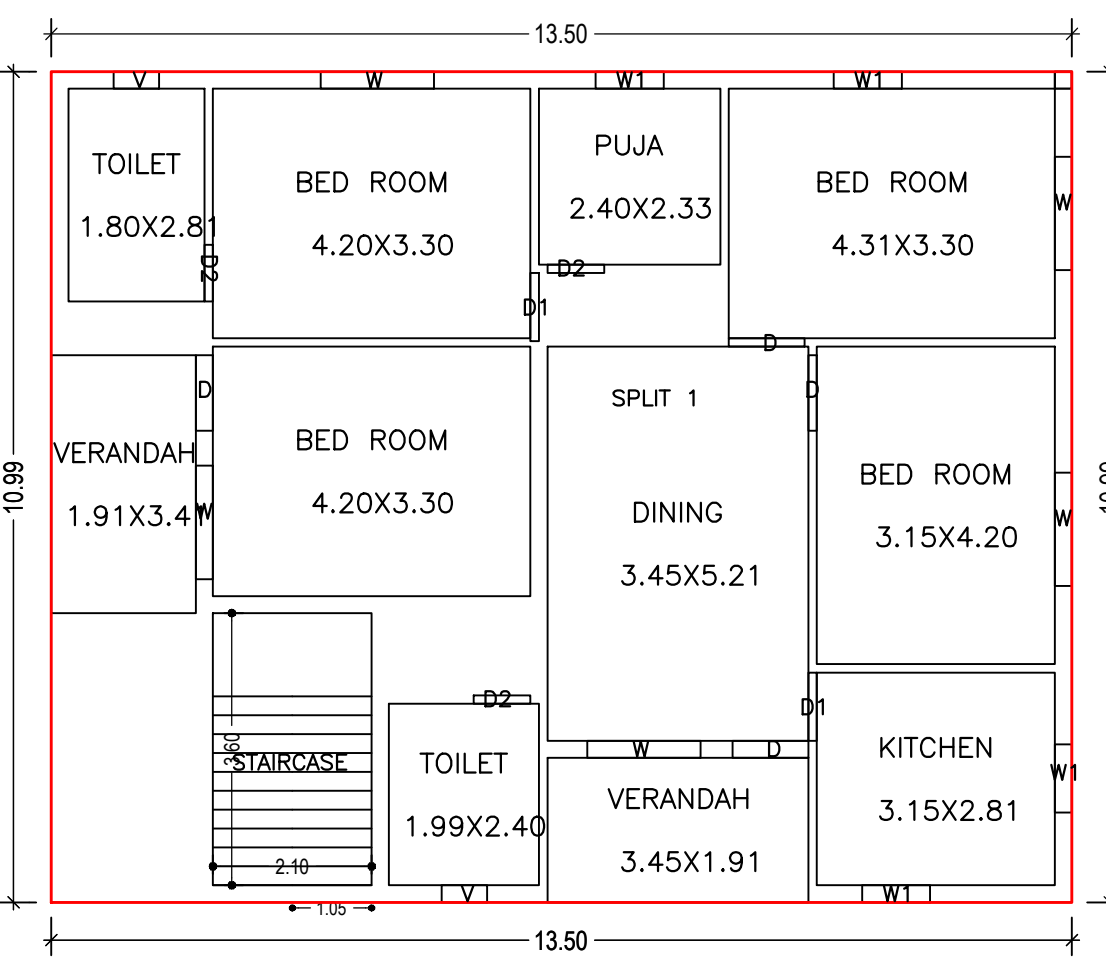 13.50
V
W
W1
W1
TOILET
1.80X2.81
BED ROOM
4.20X3.30
PUJA
2.40X2.33
BED ROOM
4.31X3.30
W
D2
D2
D1
D
D
D
SPLIT 1
VERANDAH
1.91X3.41
W
BED ROOM
4.20X3.30
DINING
3.45X5.21
BED ROOM
3.15X4.20
W
10.99
D2
D1
3.60
STAIRCASE
TOILET
1.99X2.40
W
D
VERANDAH
3.45X1.91
KITCHEN
3.15X2.81
W1
2.10
V
W1
1.05
13.50